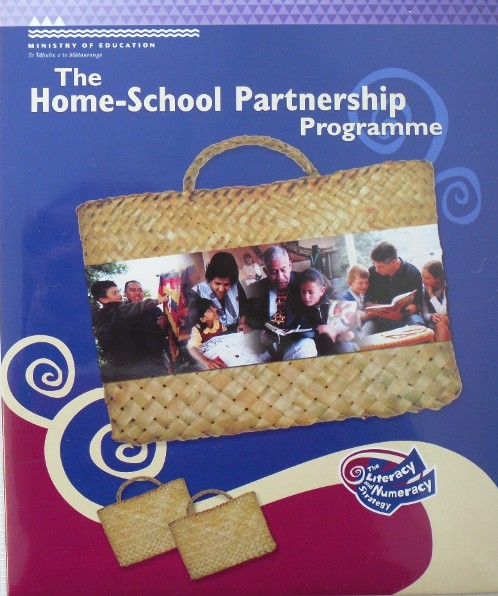 MINISTRY OF EDUCATION
Te Tāhuhu o te Mātauranga
The
Home-School Partnership
Programme
The
Literacy
and Numeracy
Strategy